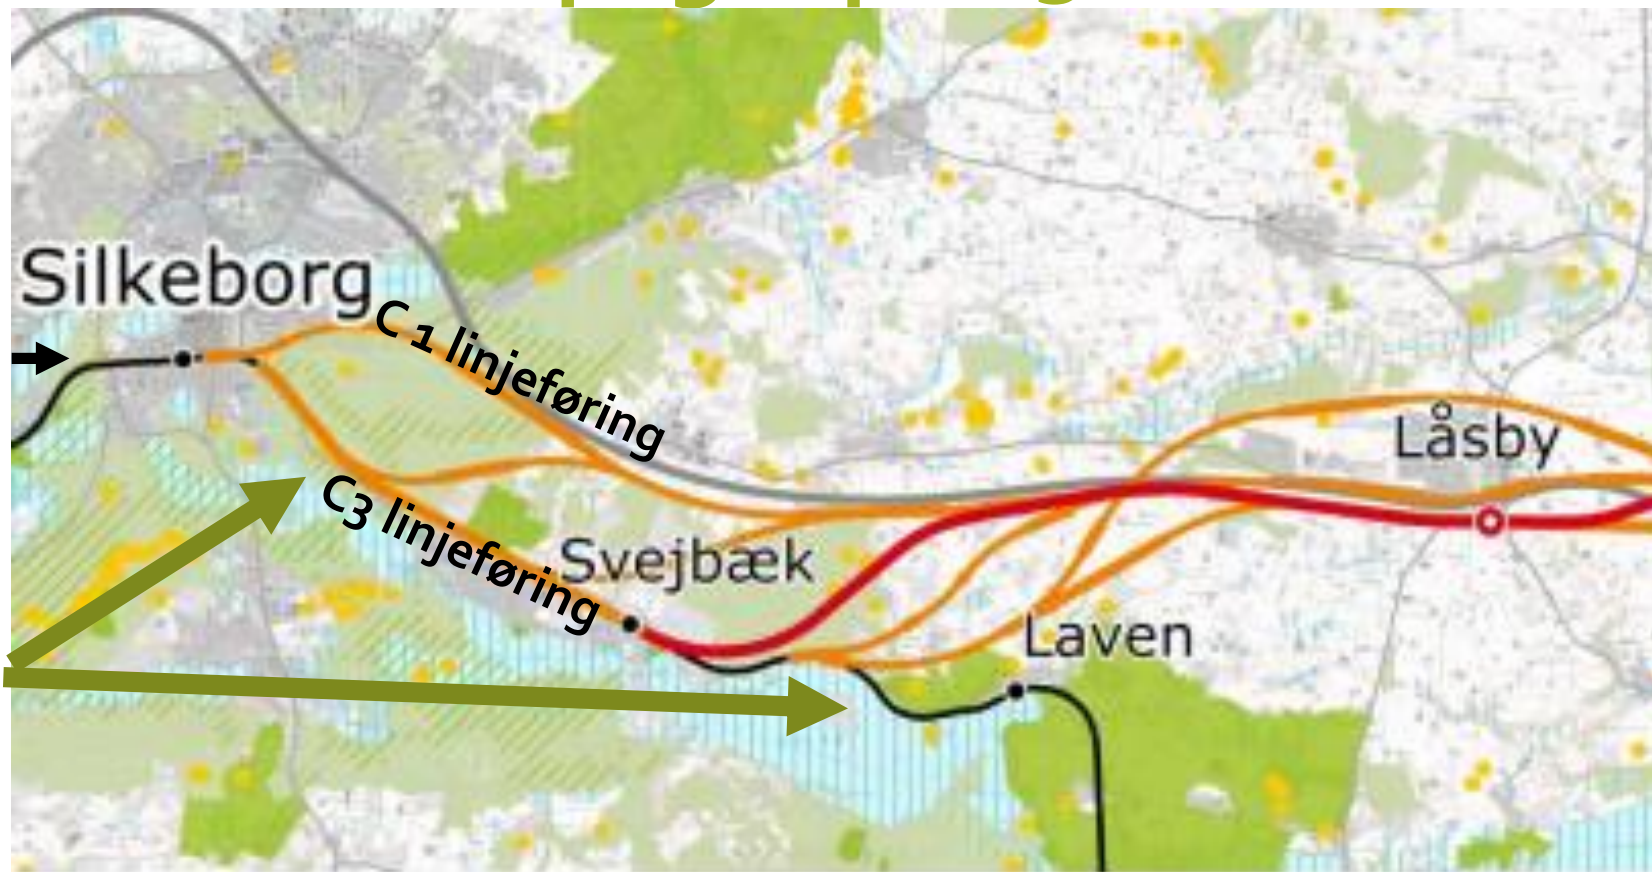 Silkeborg
C 1 linjeføring
Låsby
C3 linjeføring
Svejbæk
Laven